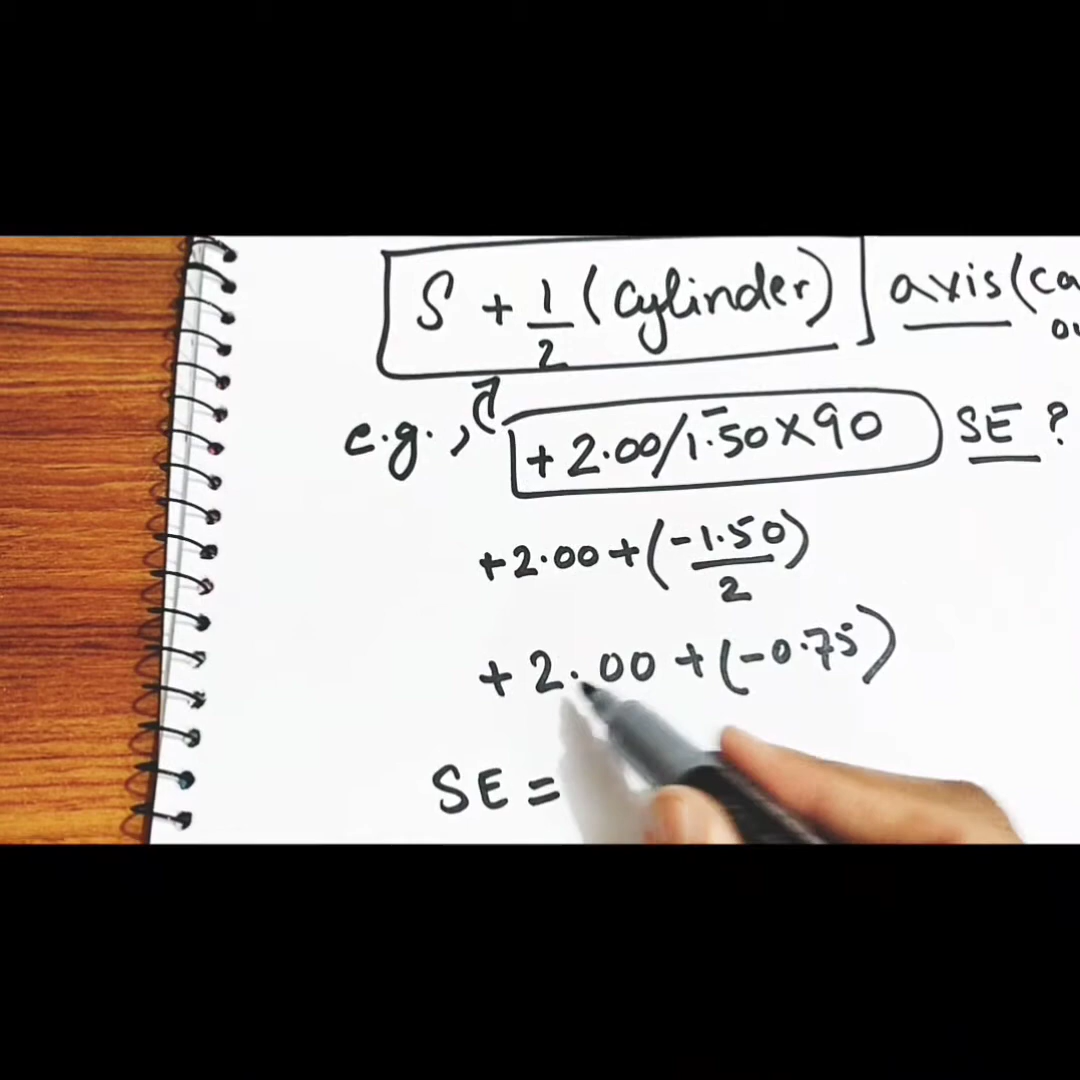 S + 1/2 (cylinder) axis(ca
e.g., +2.00/1.-50×90 SE?
+2.00+(-1.50/2)
+2.00+(-0.75)
SE=